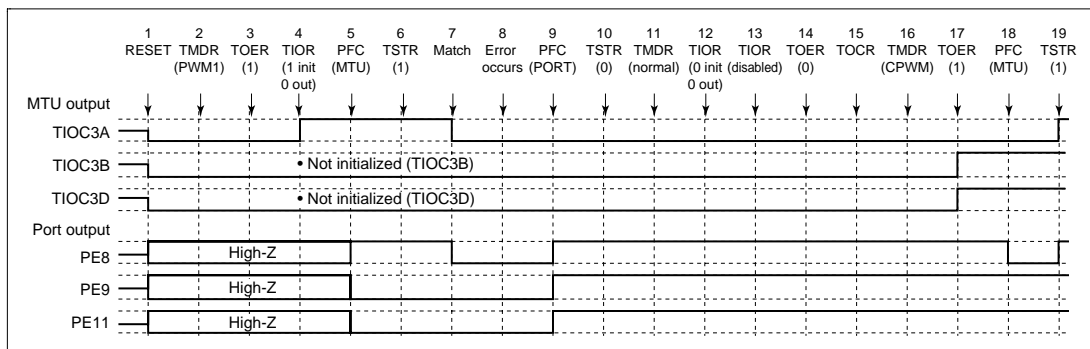 1 2 3 4 5 6 7 8 9 10 11 12 13 14 15 16 17 18 19
RESET TMDR TOER TIOR PFC TSTR Match Error PFC TSTR TMDR TIOR TIOR TOER TOCR TMDR TOER PFC TSTR
(PWM1) (1) (1 init (MTU) (1) occurs (PORT) (0) (normal) (0 init (disabled) (0) (CPWM) (1) (MTU) (1)
0 out) 0 out)
MTU output
TIOC3A
TIOC3B • Not initialized (TIOC3B)
TIOC3D • Not initialized (TIOC3D)
Port output
PE8 High-Z
PE9 High-Z
PE11 High-Z